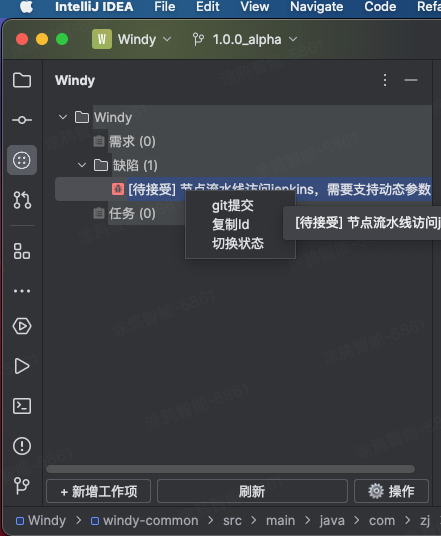 IntelliJ IDEA File Edit View Navigate Code Refa
W Windy 1.0.0_alpha
Windy
Windy
需求 (0)
缺陷 (1)
[待接受] 节点流水线访问jenkins，需要支持动态参数
任务 (0)
git提交
复制Id
切换状态
[待接受] 节点流水线访问j
+ 新增工作项 刷新 操作
Windy > windy-common > src > main > java > com > zj